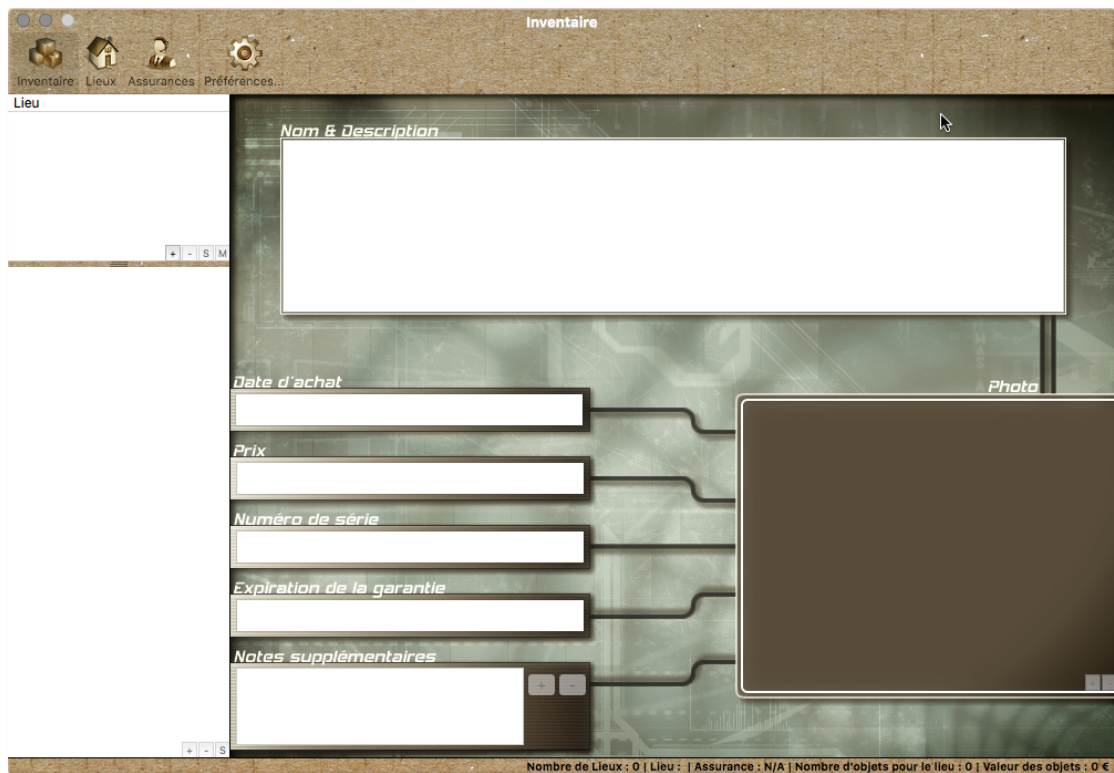 Inventaire
Inventaire Lieux Assurances Préférences...
Lieu
Nom & Description
+ - S M
Date d'achat
Photo
Prix
Numéro de série
Expiration de la garantie
Notes supplémentaires
+ -
+ -
+ - S
Nombre de Lieux : 0 | Lieu : | Assurance : N/A | Nombre d'objets pour le lieu : 0 | Valeur des objets : 0 €